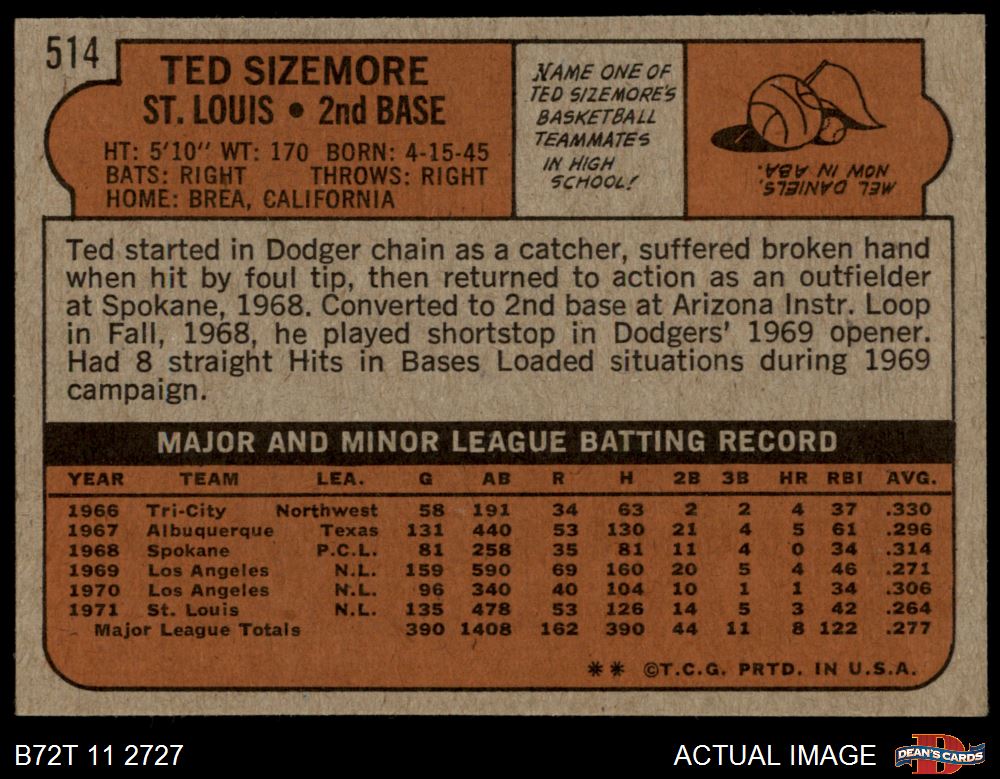 514
TED SIZEMORE
ST. LOUIS • 2nd BASE
HT: 5'10" WT: 170 BORN: 4-15-45
BATS: RIGHT THROWS: RIGHT
HOME: BREA, CALIFORNIA
NAME ONE OF
TED SIZEMORE'S
BASKETBALL
TEAMMATES
IN HIGH
SCHOOL!
MEL DANIELS,
NOW IN ABA.
Ted started in Dodger chain as a catcher, suffered broken hand
when hit by foul tip, then returned to action as an outfielder
at Spokane, 1968. Converted to 2nd base at Arizona Instr. Loop
in Fall, 1968, he played shortstop in Dodgers' 1969 opener.
Had 8 straight Hits in Bases Loaded situations during 1969
campaign.
MAJOR AND MINOR LEAGUE BATTING RECORD
YEAR TEAM LEA. G AB R H 2B 3B HR RBI AVG.
1966 Tri-City Northwest 58 191 34 63 2 2 4 37 .330
1967 Albuquerque Texas 131 440 53 130 21 4 5 61 .296
1968 Spokane P.C.L. 81 258 35 81 11 4 0 34 .314
1969 Los Angeles N.L. 159 590 69 160 20 5 4 46 .271
1970 Los Angeles N.L. 96 340 40 104 10 1 1 34 .306
1971 St. Louis N.L. 135 478 53 126 14 5 3 42 .264
Major League Totals 390 1408 162 390 44 11 8 122 .277
** ©T.C.G. PRTD. IN U.S.A.
B72T 11 2727
ACTUAL IMAGE
DEAN'S CARDS